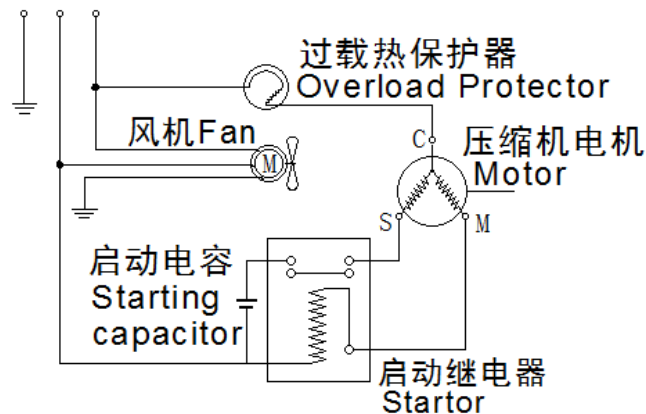 过载热保护器
Overload Protector
风机Fan
M
C
压缩机电机
Motor
S
M
启动电容
Starting
capacitor
启动继电器
Startor